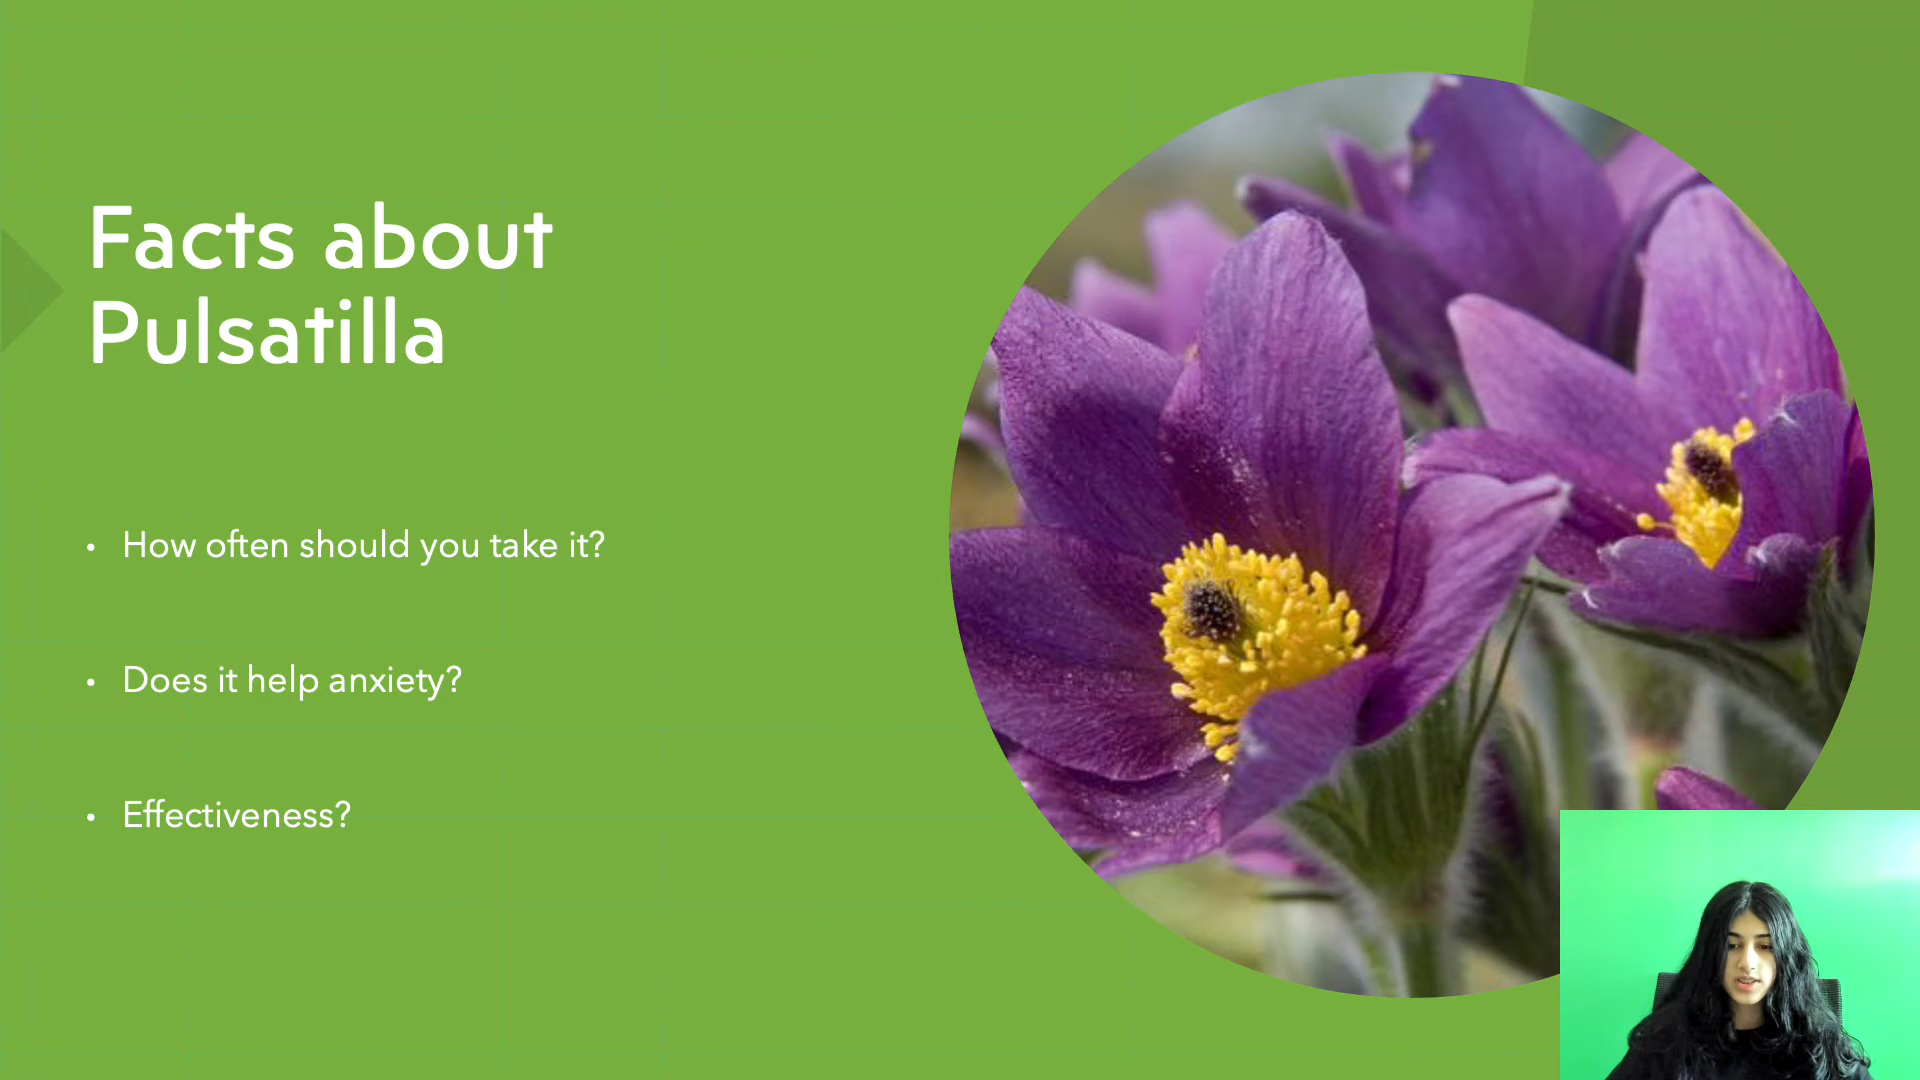 Facts about
Pulsatilla
• How often should you take it?
• Does it help anxiety?
• Effectiveness?